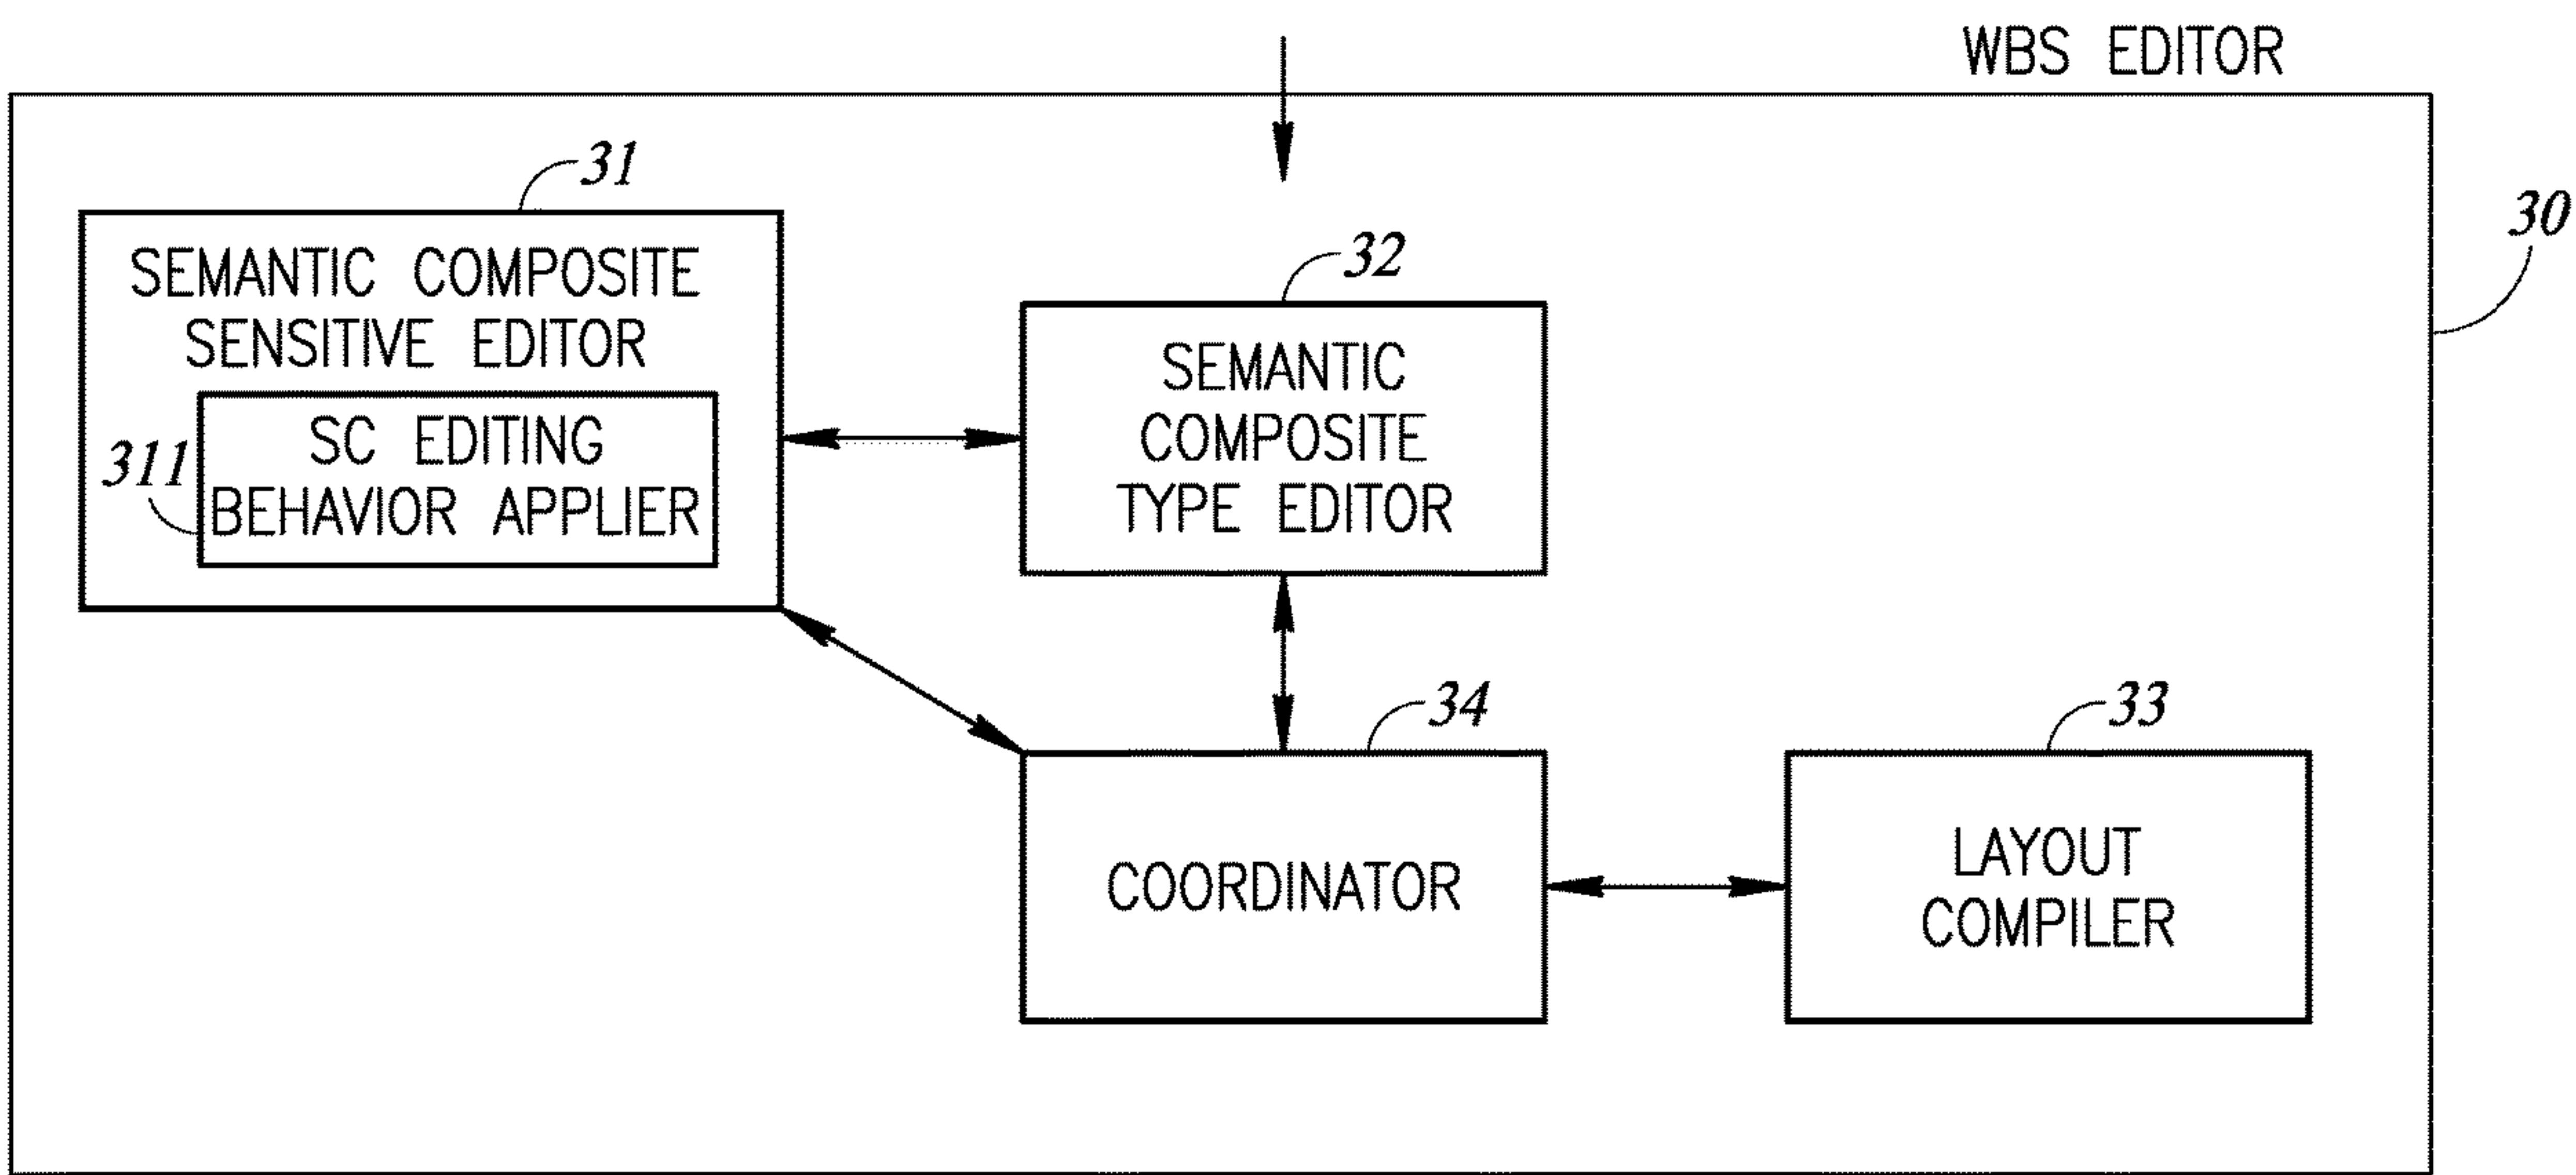 WBS EDITOR
30
31
SEMANTIC COMPOSITE
SENSITIVE EDITOR
311
SC EDITING
BEHAVIOR APPLIER
32
SEMANTIC
COMPOSITE
TYPE EDITOR
34
COORDINATOR
33
LAYOUT
COMPILER